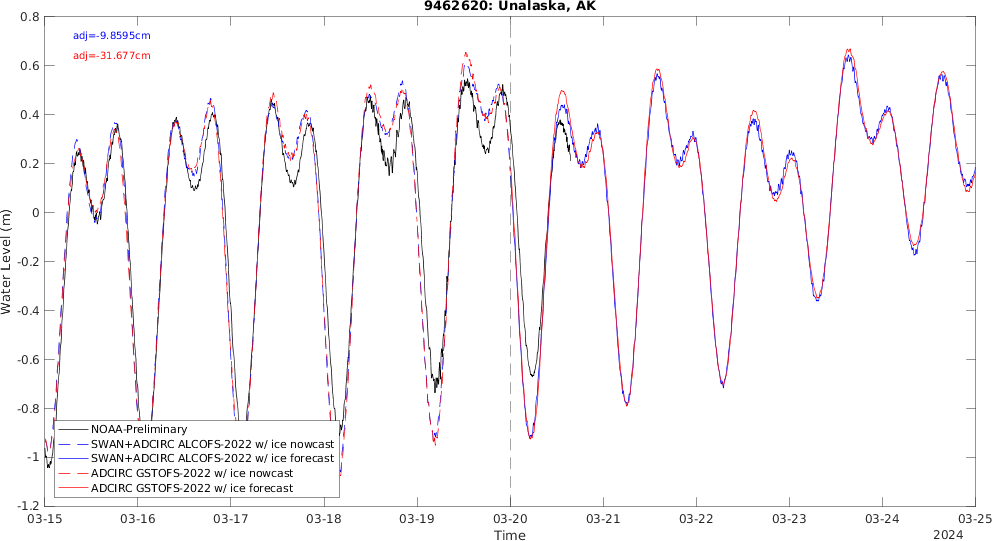 9462620: Unalaska, AK
adj=-9.8595cm
adj=-31.677cm
Water Level (m)
0.8
0.6
0.4
0.2
0
-0.2
-0.4
-0.6
-0.8
-1
-1.2
NOAA-Preliminary
SWAN+ADCIRC ALCOFS-2022 w/ ice nowcast
SWAN+ADCIRC ALCOFS-2022 w/ ice forecast
ADCIRC GSTOFS-2022 w/ ice nowcast
ADCIRC GSTOFS-2022 w/ ice forecast
03-15 03-16 03-17 03-18 03-19 03-20 03-21 03-22 03-23 03-24 03-25
Time
2024